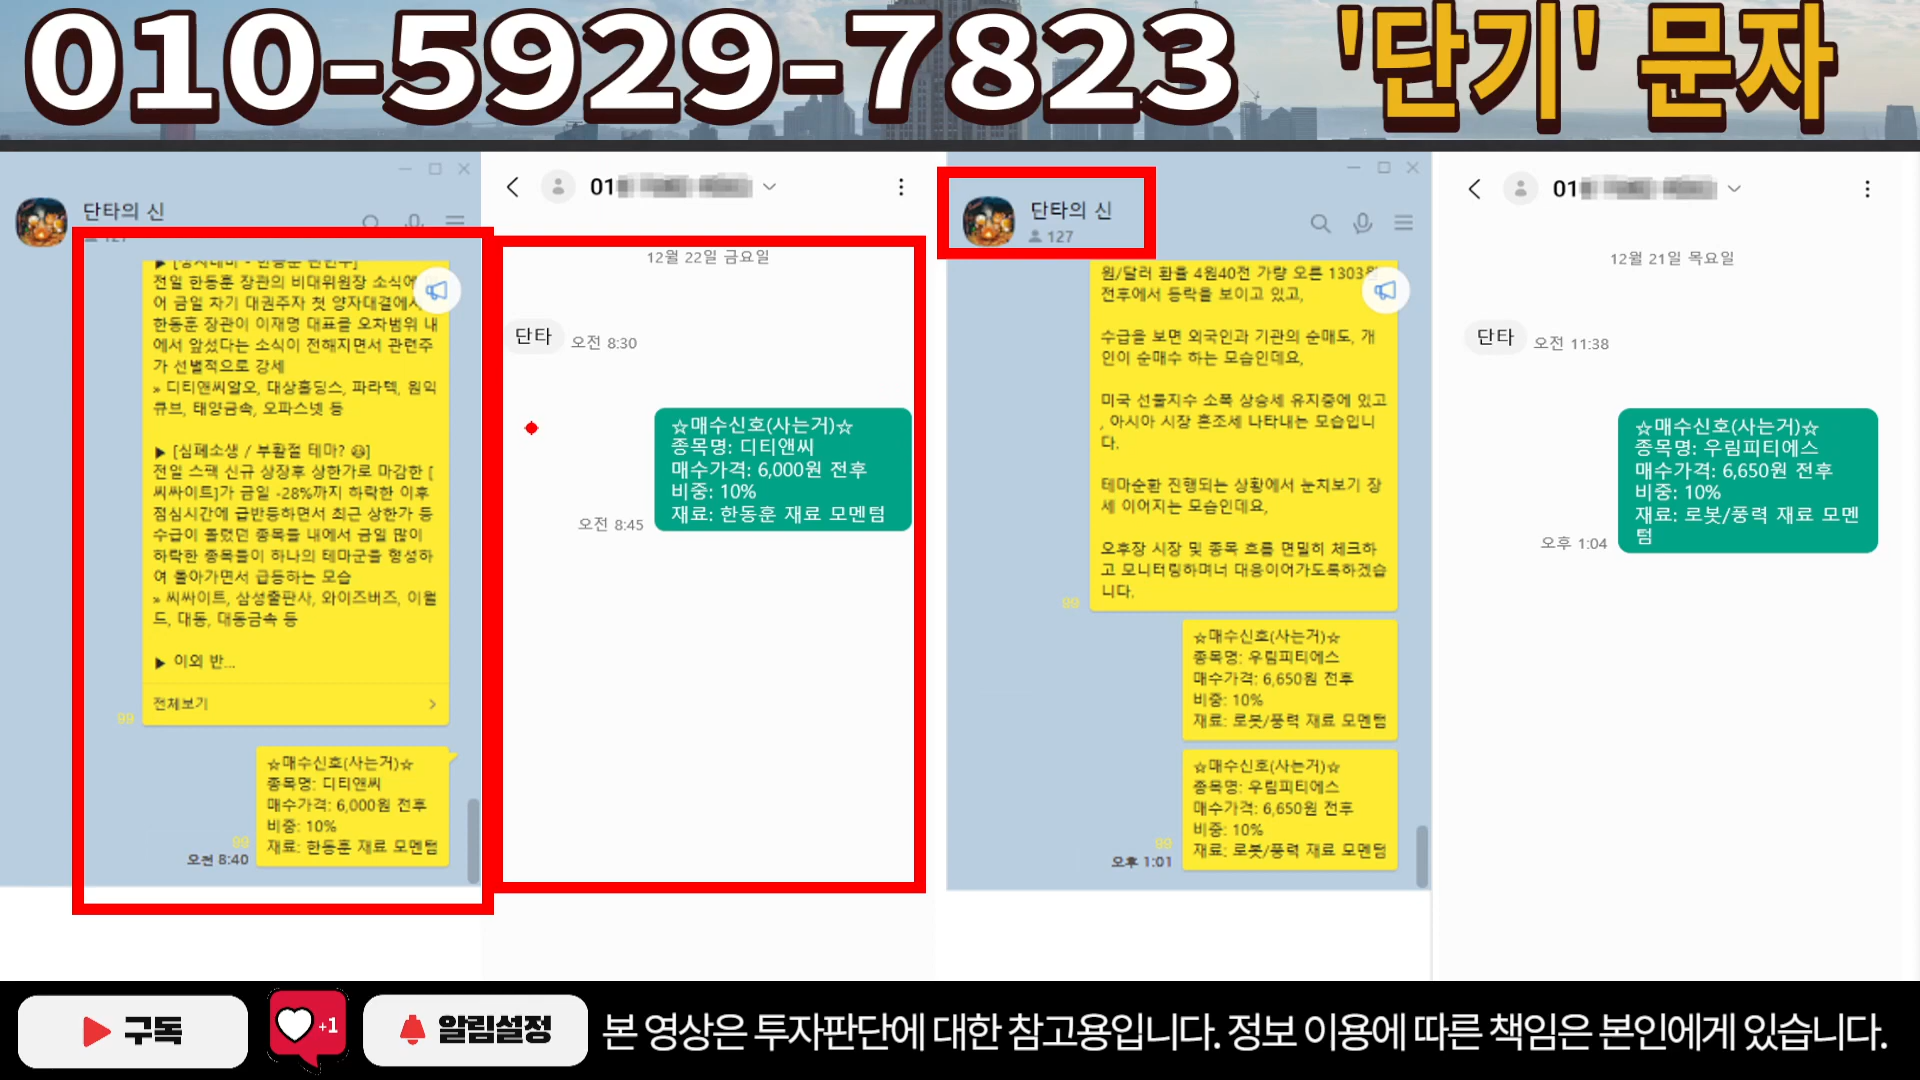 010-5929-7823 '단기' 문자
단타의 신
전일 한동훈 장관의 비대위원장 소식에
어 금일 차기 대권주자 첫 양자대결에서
한동훈 장관이 이재명 대표를 오차범위 내
에서 앞섰다는 소식이 전해지면서 관련주
가 선별적으로 강세
» 디티앤씨알오, 대상홀딩스, 파라텍, 원익
큐브, 태양금속, 오파스넷 등
▶ [심폐소생 / 부활절 테마? 😆]
전일 스팩 신규 상장후 상한가로 마감한 [
씨싸이트]가 금일 -28%까지 하락한 이후
점심시간에 급반등하면서 최근 상한가 등
수급이 몰렸던 종목들 내에서 금일 많이
하락한 종목들이 하나의 테마군을 형성하
여 돌아가면서 급등하는 모습
» 씨싸이트, 삼성출판사, 와이즈버즈, 이월
드, 대동, 대동금속 등
▶ 이외 반...
전체보기
99
☆매수신호(사는거)☆
종목명: 디티앤씨
매수가격: 6,000원 전후
비중: 10%
재료: 한동훈 재료 모멘텀
99
오전 8:40
01
12월 22일 금요일
단타 오전 8:30
☆매수신호(사는거)☆
종목명: 디티앤씨
매수가격: 6,000원 전후
비중: 10%
재료: 한동훈 재료 모멘텀
오전 8:45
단타의 신
127
원/달러 환율 4원40전 가량 오른 1303원
전후에서 등락을 보이고 있고,
수급을 보면 외국인과 기관의 순매도, 개
인이 순매수 하는 모습인데요,
미국 선물지수 소폭 상승세 유지중에 있고
, 아시아 시장 혼조세 나타내는 모습입니
다.
테마순환 진행되는 상황에서 눈치보기 장
세 이어지는 모습인데요,
오후장 시장 및 종목 흐름 면밀히 체크하
고 모니터링하며너 대응이어가도록하겠습
니다.
99
☆매수신호(사는거)☆
종목명: 우림피티에스
매수가격: 6,650원 전후
비중: 10%
재료: 로봇/풍력 재료 모멘텀
☆매수신호(사는거)☆
종목명: 우림피티에스
매수가격: 6,650원 전후
비중: 10%
재료: 로봇/풍력 재료 모멘텀
99
오후 1:01
01
12월 21일 목요일
단타 오전 11:38
☆매수신호(사는거)☆
종목명: 우림피티에스
매수가격: 6,650원 전후
비중: 10%
재료: 로봇/풍력 재료 모멘
텀
오후 1:04
구독
+1
알림설정
본 영상은 투자판단에 대한 참고용입니다. 정보 이용에 따른 책임은 본인에게 있습니다.